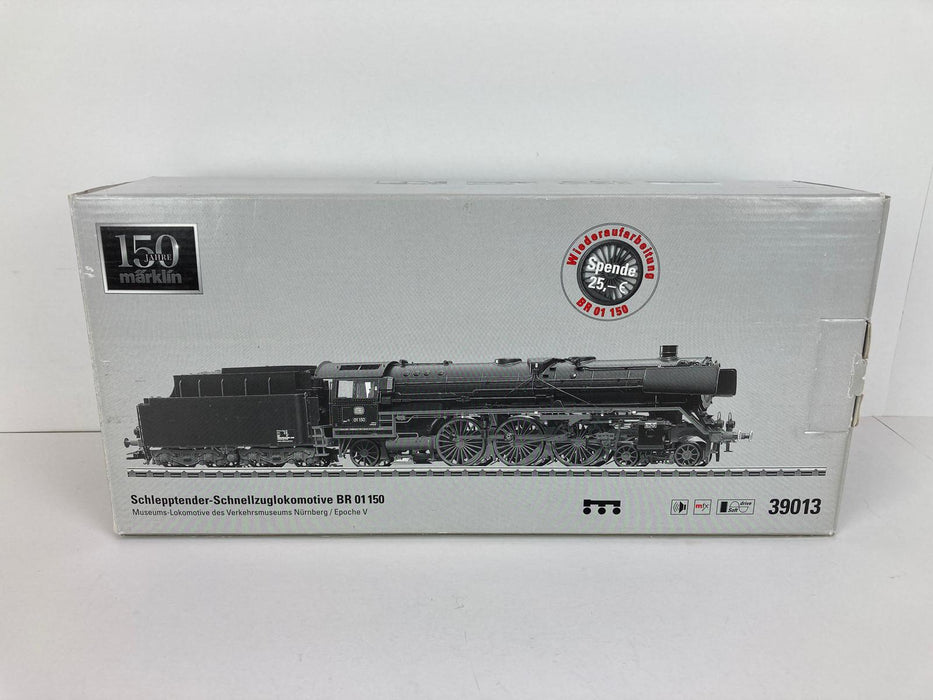 150
JAHRE
märklin
Wiederaufarbeitung
Spende
25,– €
BR 01 150
01 150
Schlepptender-Schnellzuglokomotive BR 01 150
Museums-Lokomotive des Verkehrsmuseums Nürnberg / Epoche V
mfx
Soft drive
39013